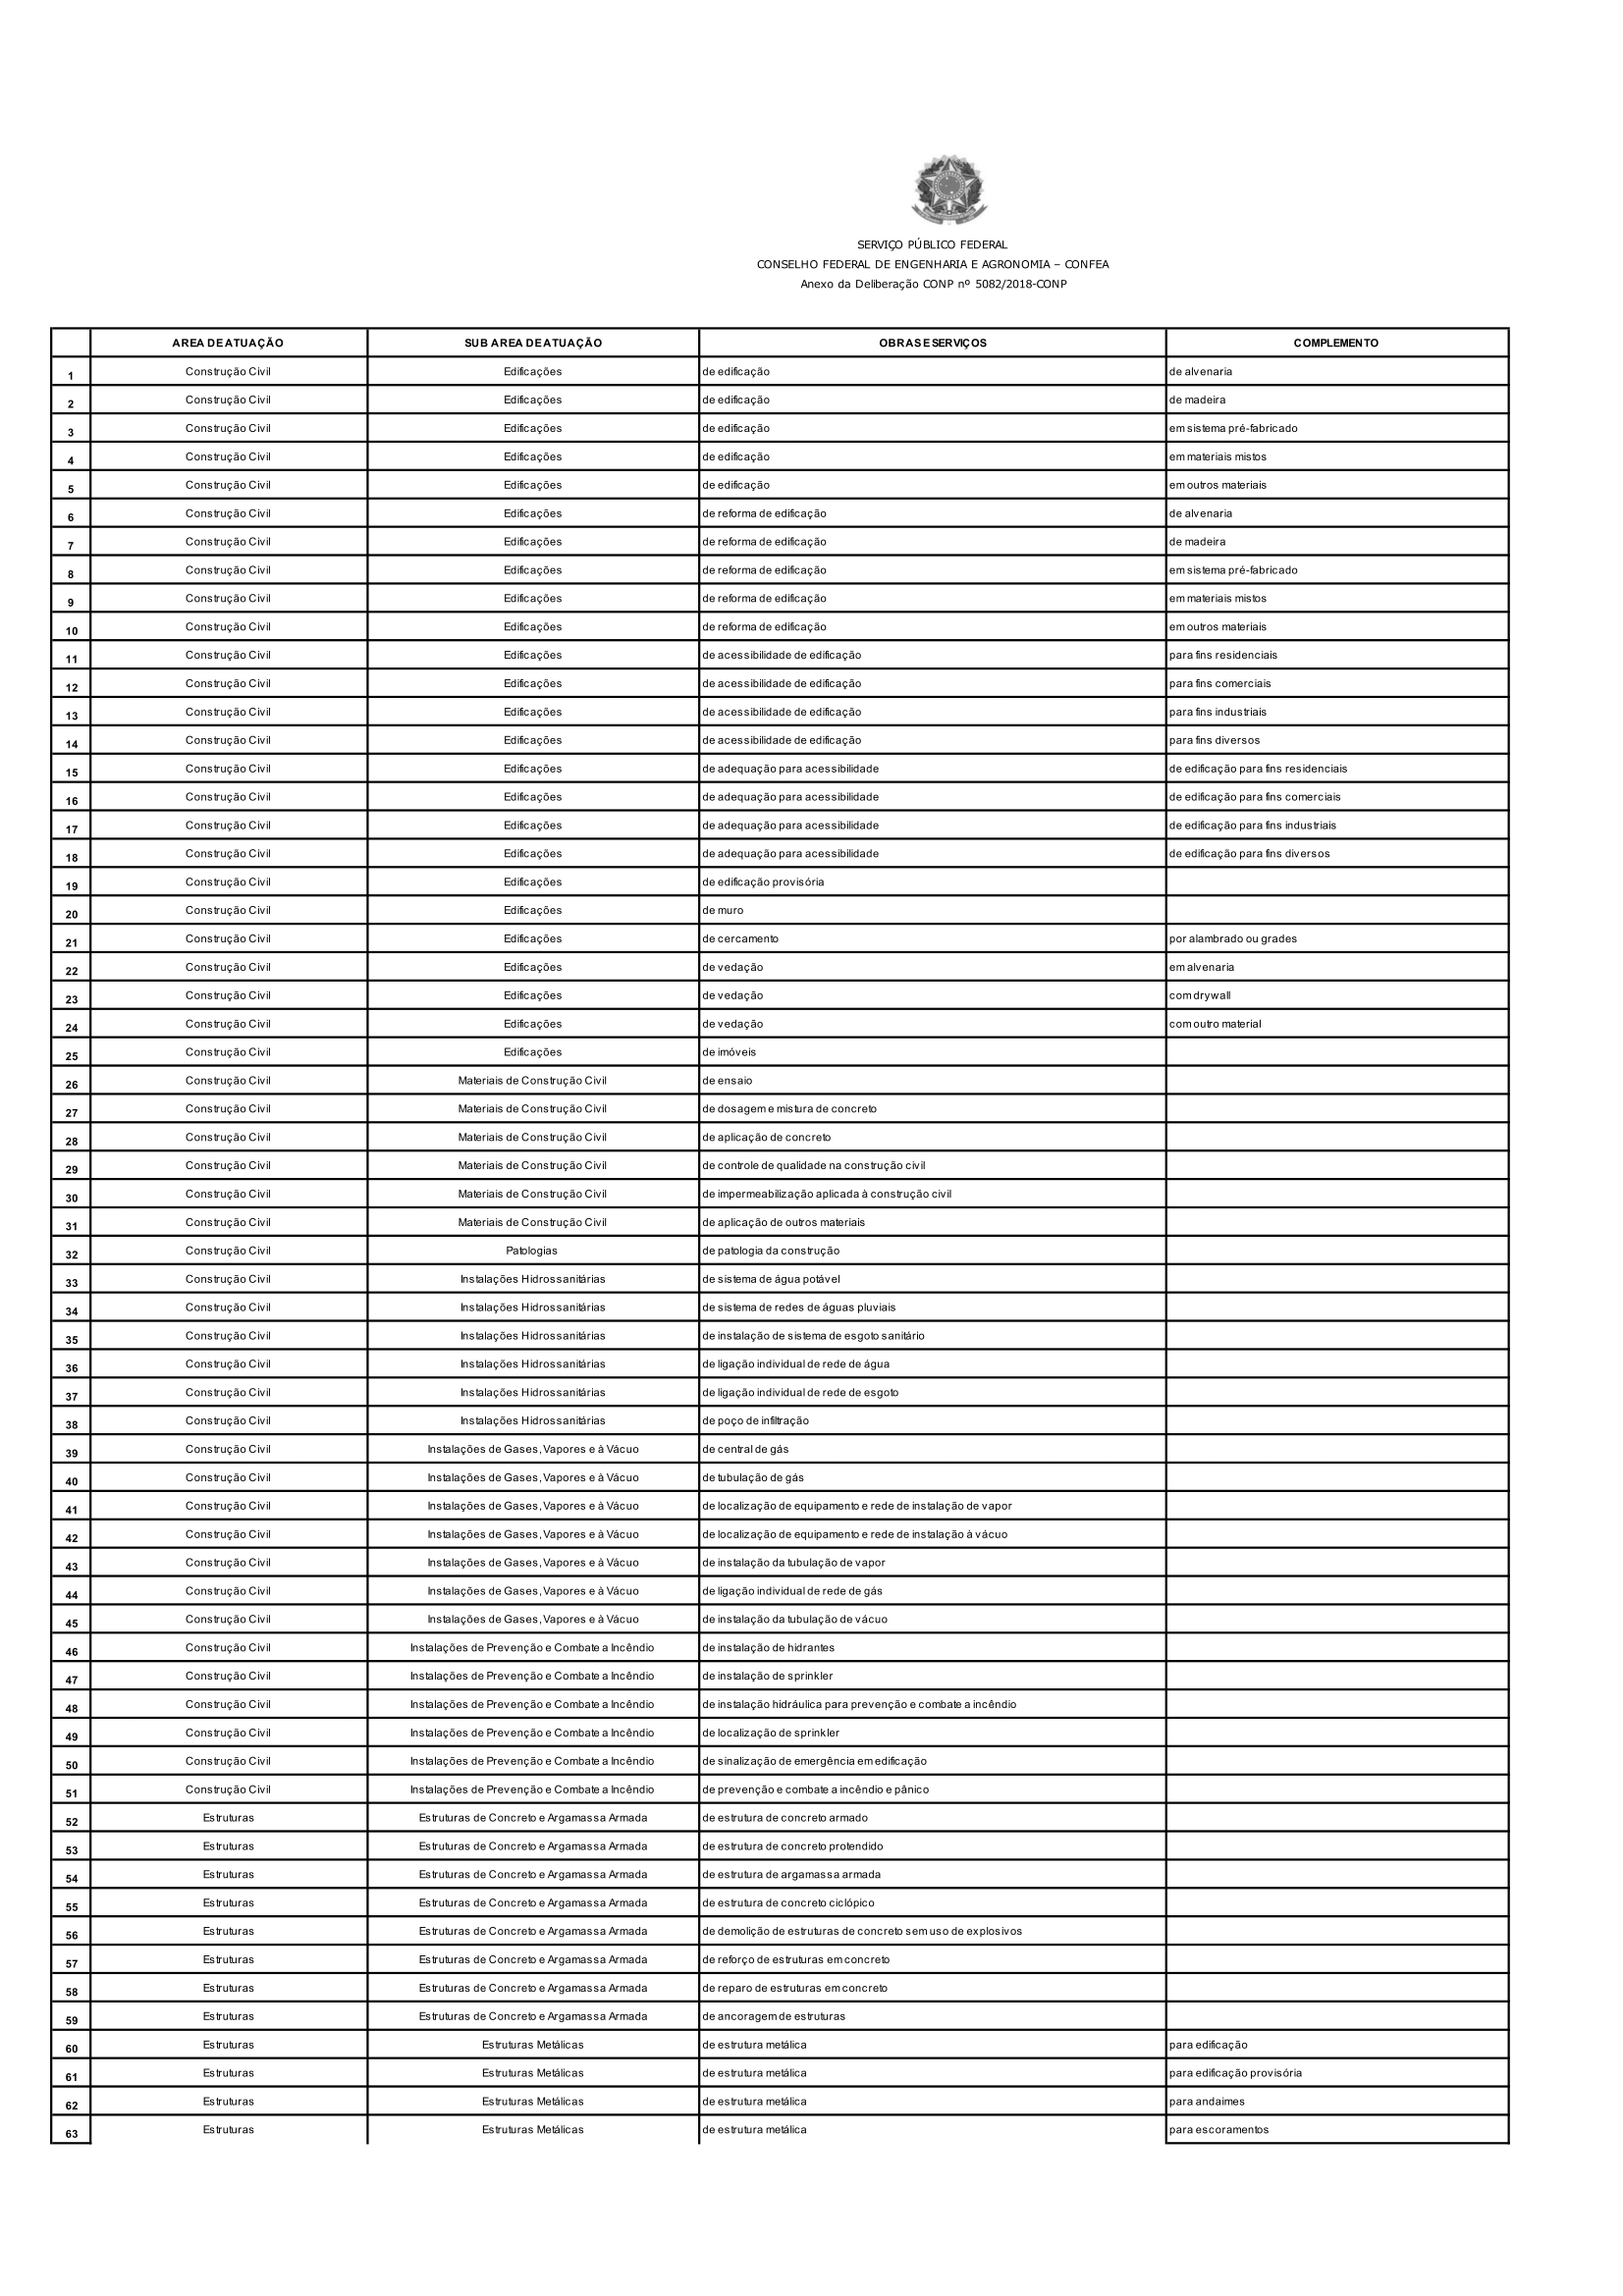 SERVIÇO PÚBLICO FEDERAL
CONSELHO FEDERAL DE ENGENHARIA E AGRONOMIA – CONFEA
Anexo da Deliberação CONP nº 5082/2018-CONP
AREA DE ATUAÇÃO SUB AREA DE ATUAÇÃO OBRAS E SERVIÇOS COMPLEMENTO
1 Construção Civil Edificações de edificação de alvenaria
2 Construção Civil Edificações de edificação de madeira
3 Construção Civil Edificações de edificação em sistema pré-fabricado
4 Construção Civil Edificações de edificação em materiais mistos
5 Construção Civil Edificações de edificação em outros materiais
6 Construção Civil Edificações de reforma de edificação de alvenaria
7 Construção Civil Edificações de reforma de edificação de madeira
8 Construção Civil Edificações de reforma de edificação em sistema pré-fabricado
9 Construção Civil Edificações de reforma de edificação em materiais mistos
10 Construção Civil Edificações de reforma de edificação em outros materiais
11 Construção Civil Edificações de acessibilidade de edificação para fins residenciais
12 Construção Civil Edificações de acessibilidade de edificação para fins comerciais
13 Construção Civil Edificações de acessibilidade de edificação para fins industriais
14 Construção Civil Edificações de acessibilidade de edificação para fins diversos
15 Construção Civil Edificações de adequação para acessibilidade de edificação para fins residenciais
16 Construção Civil Edificações de adequação para acessibilidade de edificação para fins comerciais
17 Construção Civil Edificações de adequação para acessibilidade de edificação para fins industriais
18 Construção Civil Edificações de adequação para acessibilidade de edificação para fins diversos
19 Construção Civil Edificações de edificação provisória
20 Construção Civil Edificações de muro
21 Construção Civil Edificações de cercamento por alambrado ou grades
22 Construção Civil Edificações de vedação em alvenaria
23 Construção Civil Edificações de vedação com drywall
24 Construção Civil Edificações de vedação com outro material
25 Construção Civil Edificações de imóveis
26 Construção Civil Materiais de Construção Civil de ensaio
27 Construção Civil Materiais de Construção Civil de dosagem e mistura de concreto
28 Construção Civil Materiais de Construção Civil de aplicação de concreto
29 Construção Civil Materiais de Construção Civil de controle de qualidade na construção civil
30 Construção Civil Materiais de Construção Civil de impermeabilização aplicada à construção civil
31 Construção Civil Materiais de Construção Civil de aplicação de outros materiais
32 Construção Civil Patologias de patologia da construção
33 Construção Civil Instalações Hidrossanitárias de sistema de água potável
34 Construção Civil Instalações Hidrossanitárias de sistema de redes de águas pluviais
35 Construção Civil Instalações Hidrossanitárias de instalação de sistema de esgoto sanitário
36 Construção Civil Instalações Hidrossanitárias de ligação individual de rede de água
37 Construção Civil Instalações Hidrossanitárias de ligação individual de rede de esgoto
38 Construção Civil Instalações Hidrossanitárias de poço de infiltração
39 Construção Civil Instalações de Gases, Vapores e à Vácuo de central de gás
40 Construção Civil Instalações de Gases, Vapores e à Vácuo de tubulação de gás
41 Construção Civil Instalações de Gases, Vapores e à Vácuo de localização de equipamento e rede de instalação de vapor
42 Construção Civil Instalações de Gases, Vapores e à Vácuo de localização de equipamento e rede de instalação à vácuo
43 Construção Civil Instalações de Gases, Vapores e à Vácuo de instalação da tubulação de vapor
44 Construção Civil Instalações de Gases, Vapores e à Vácuo de ligação individual de rede de gás
45 Construção Civil Instalações de Gases, Vapores e à Vácuo de instalação da tubulação de vácuo
46 Construção Civil Instalações de Prevenção e Combate a Incêndio de instalação de hidrantes
47 Construção Civil Instalações de Prevenção e Combate a Incêndio de instalação de sprinkler
48 Construção Civil Instalações de Prevenção e Combate a Incêndio de instalação hidráulica para prevenção e combate a incêndio
49 Construção Civil Instalações de Prevenção e Combate a Incêndio de localização de sprinkler
50 Construção Civil Instalações de Prevenção e Combate a Incêndio de sinalização de emergência em edificação
51 Construção Civil Instalações de Prevenção e Combate a Incêndio de prevenção e combate a incêndio e pânico
52 Estruturas Estruturas de Concreto e Argamassa Armada de estrutura de concreto armado
53 Estruturas Estruturas de Concreto e Argamassa Armada de estrutura de concreto protendido
54 Estruturas Estruturas de Concreto e Argamassa Armada de estrutura de argamassa armada
55 Estruturas Estruturas de Concreto e Argamassa Armada de estrutura de concreto ciclópico
56 Estruturas Estruturas de Concreto e Argamassa Armada de demolição de estruturas de concreto sem uso de explosivos
57 Estruturas Estruturas de Concreto e Argamassa Armada de reforço de estruturas em concreto
58 Estruturas Estruturas de Concreto e Argamassa Armada de reparo de estruturas em concreto
59 Estruturas Estruturas de Concreto e Argamassa Armada de ancoragem de estruturas
60 Estruturas Estruturas Metálicas de estrutura metálica para edificação
61 Estruturas Estruturas Metálicas de estrutura metálica para edificação provisória
62 Estruturas Estruturas Metálicas de estrutura metálica para andaimes
63 Estruturas Estruturas Metálicas de estrutura metálica para escoramentos